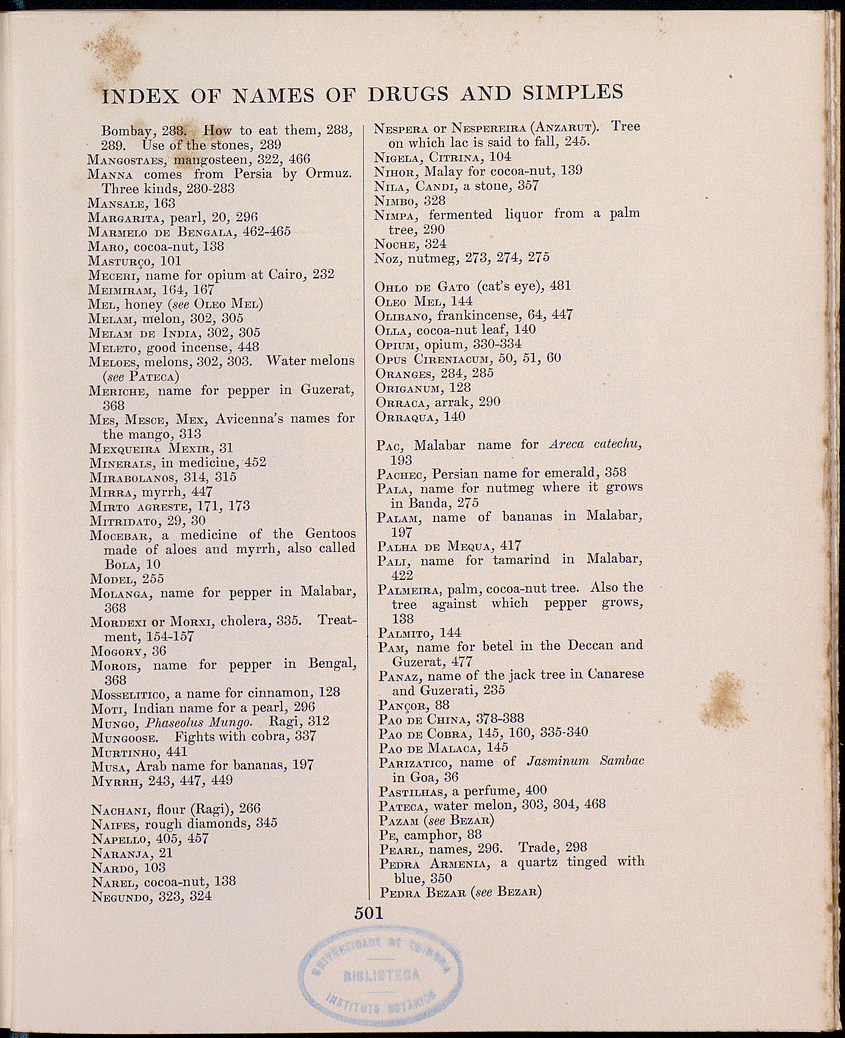 INDEX OF NAMES OF DRUGS AND SIMPLES
Bombay, 288. How to eat them, 288,
289. Use of the stones, 289
MANGOSTAES, mangosteen, 322, 466
MANNA comes from Persia by Ormuz.
Three kinds, 280-283
MANSALE, 163
MARGARITA, pearl, 20, 296
MARMELO DE BENGALA, 462-465
MARO, cocoa-nut, 138
MASTURÇO, 101
MECERI, name for opium at Cairo, 232
MEIMIRAM, 164, 167
MEL, honey (see OLEO MEL)
MELAM, melon, 302, 305
MELAM DE INDIA, 302, 305
MELETO, good incense, 448
MELOES, melons, 302, 303. Water melons
(see PATECA)
MERICHE, name for pepper in Guzerat,
368
MES, MESCE, MEX, Avicenna's names for
the mango, 313
MEXQUEIRA MEXIR, 31
MINERALS, in medicine, 452
MIRABOLANOS, 314, 315
MIRRA, myrrh, 447
MIRTO AGRESTE, 171, 173
MITRIDATO, 29, 30
MOCEBAR, a medicine of the Gentoos
made of aloes and myrrh, also called
BOLA, 10
MODEL, 255
MOLANGA, name for pepper in Malabar,
368
MORDEXI or MORXI, cholera, 335. Treat-
ment, 154-157
MOGORY, 36
MOROIS, name for pepper in Bengal,
368
MOSSELITICO, a name for cinnamon, 128
MOTI, Indian name for a pearl, 296
MUNGO, Phaseolus Mungo. Ragi, 312
MUNGOOSE. Fights with cobra, 337
MURTINHO, 441
MUSA, Arab name for bananas, 197
MYRRH, 243, 447, 449
NACHANI, flour (Ragi), 266
NAIFES, rough diamonds, 345
NAPELLO, 405, 457
NARANJA, 21
NARDO, 103
NAREL, cocoa-nut, 138
NEGUNDO, 323, 324
NESPERA OR NESPEREIRA (ANZARUT). Tree
on which lac is said to fall, 245.
NIGELA, CITRINA, 104
NIHOR, Malay for cocoa-nut, 139
NILA, CANDI, a stone, 357
NIMBO, 328
NIMPA, fermented liquor from a palm
tree, 290
NOCHE, 324
NOZ, nutmeg, 273, 274, 275
OHLO DE GATO (cat's eye), 481
OLEO MEL, 144
OLIBANO, frankincense, 64, 447
OLLA, cocoa-nut leaf, 140
OPIUM, opium, 330-334
OPUS CIRENIACUM, 50, 51, 60
ORANGES, 284, 285
ORIGANUM, 128
ORRACA, arrak, 290
ORRAQUA, 140
PAC, Malabar name for Areca catechu,
193
PACHEC, Persian name for emerald, 358
PALA, name for nutmeg where it grows
in Banda, 275
PALAM, name of bananas in Malabar,
197
PALHA DE MEQUA, 417
PALI, name for tamarind in Malabar,
422
PALMEIRA, palm, cocoa-nut tree. Also the
tree against which pepper grows,
138
PALMITO, 144
PAM, name for betel in the Deccan and
Guzerat, 477
PANAZ, name of the jack tree in Canarese
and Guzerati, 235
PANÇOR, 88
PAO DE CHINA, 378-388
PAO DE COBRA, 145, 160, 335-340
PAO DE MALACA, 145
PARIZATICO, name of Jasminum Sambac
in Goa, 36
PASTILHAS, a perfume, 400
PATECA, water melon, 303, 304, 468
PAZAM (see BEZAR)
PE, camphor, 88
PEARL, names, 296. Trade, 298
PEDRA ARMENIA, a quartz tinged with
blue, 350
PEDRA BEZAR (see BEZAR)
501
UNIVERSIDADE DE COIMBRA
BIBLIOTECA
INSTITUTO BOTÂNICO